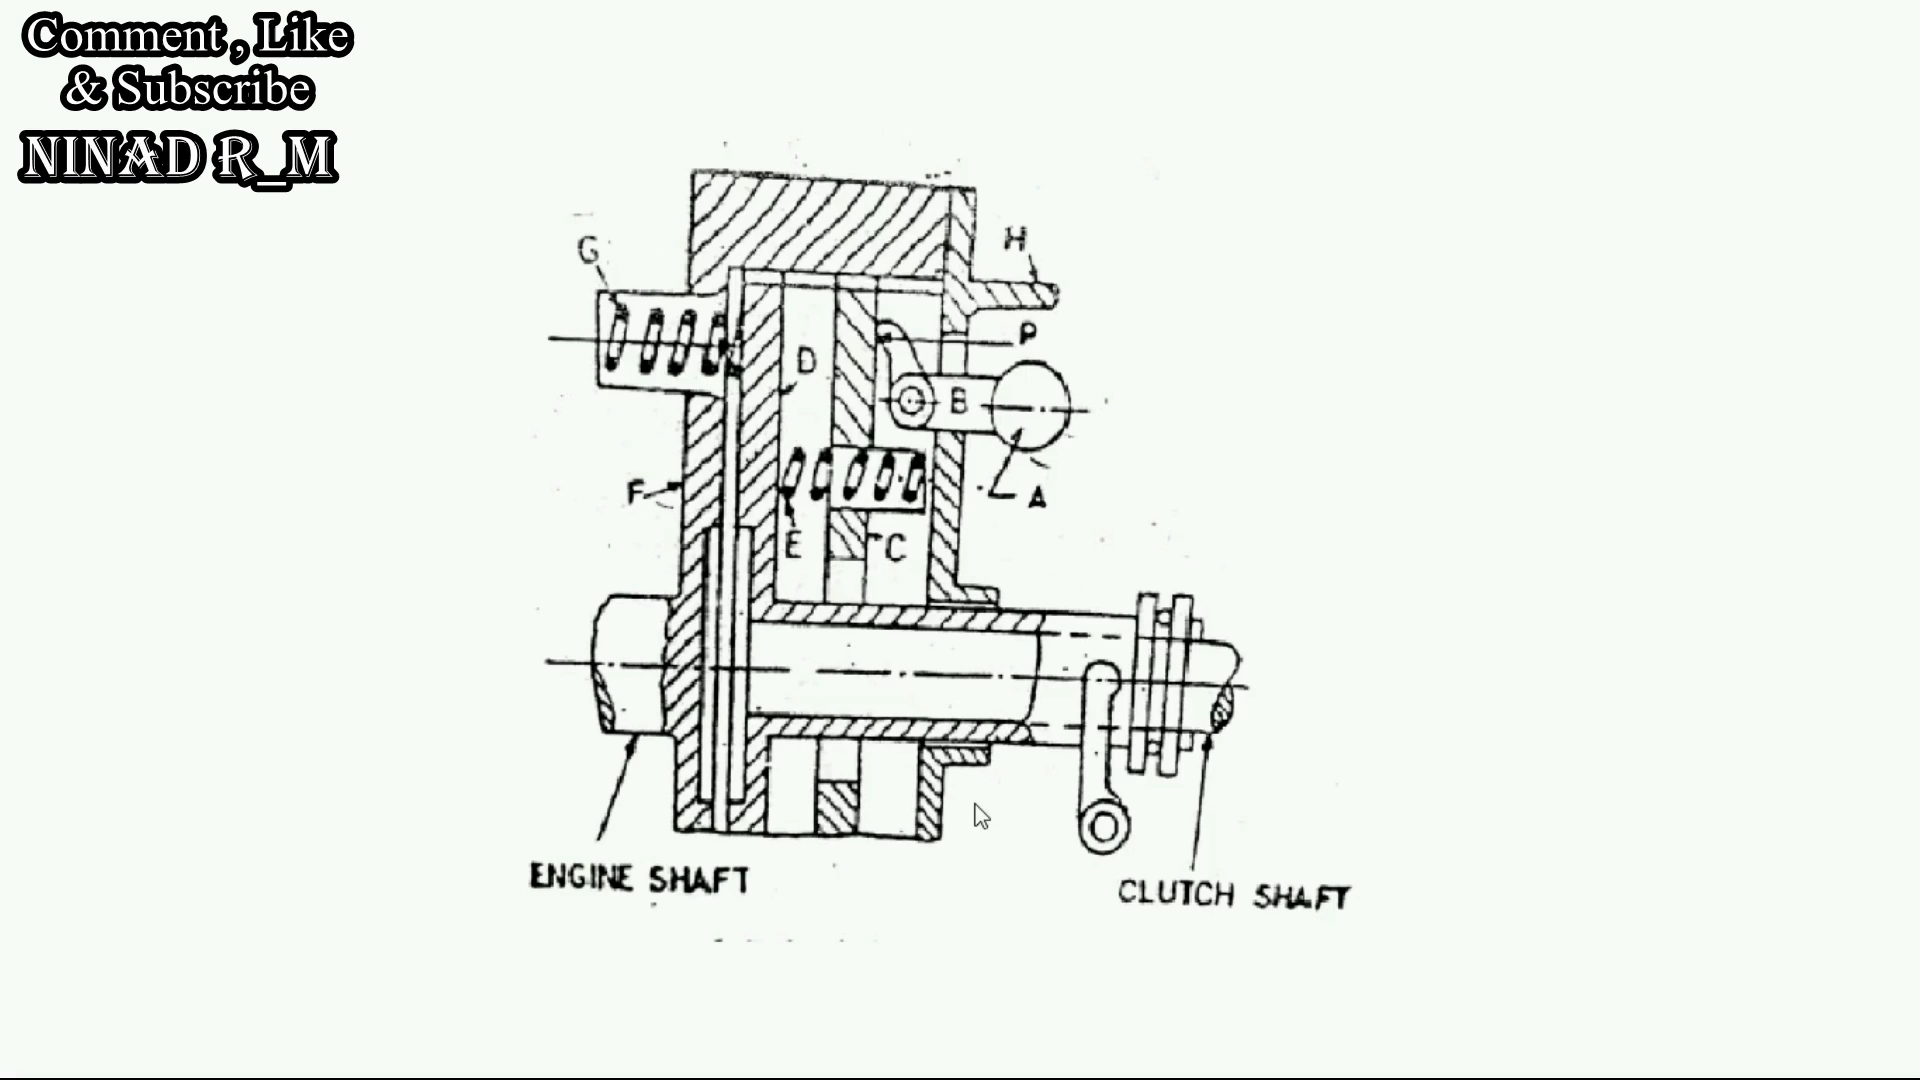 Comment, Like
& Subscribe
NINAD R_M
G
H
P
D
B
A
F
E
C
ENGINE SHAFT
CLUTCH SHAFT